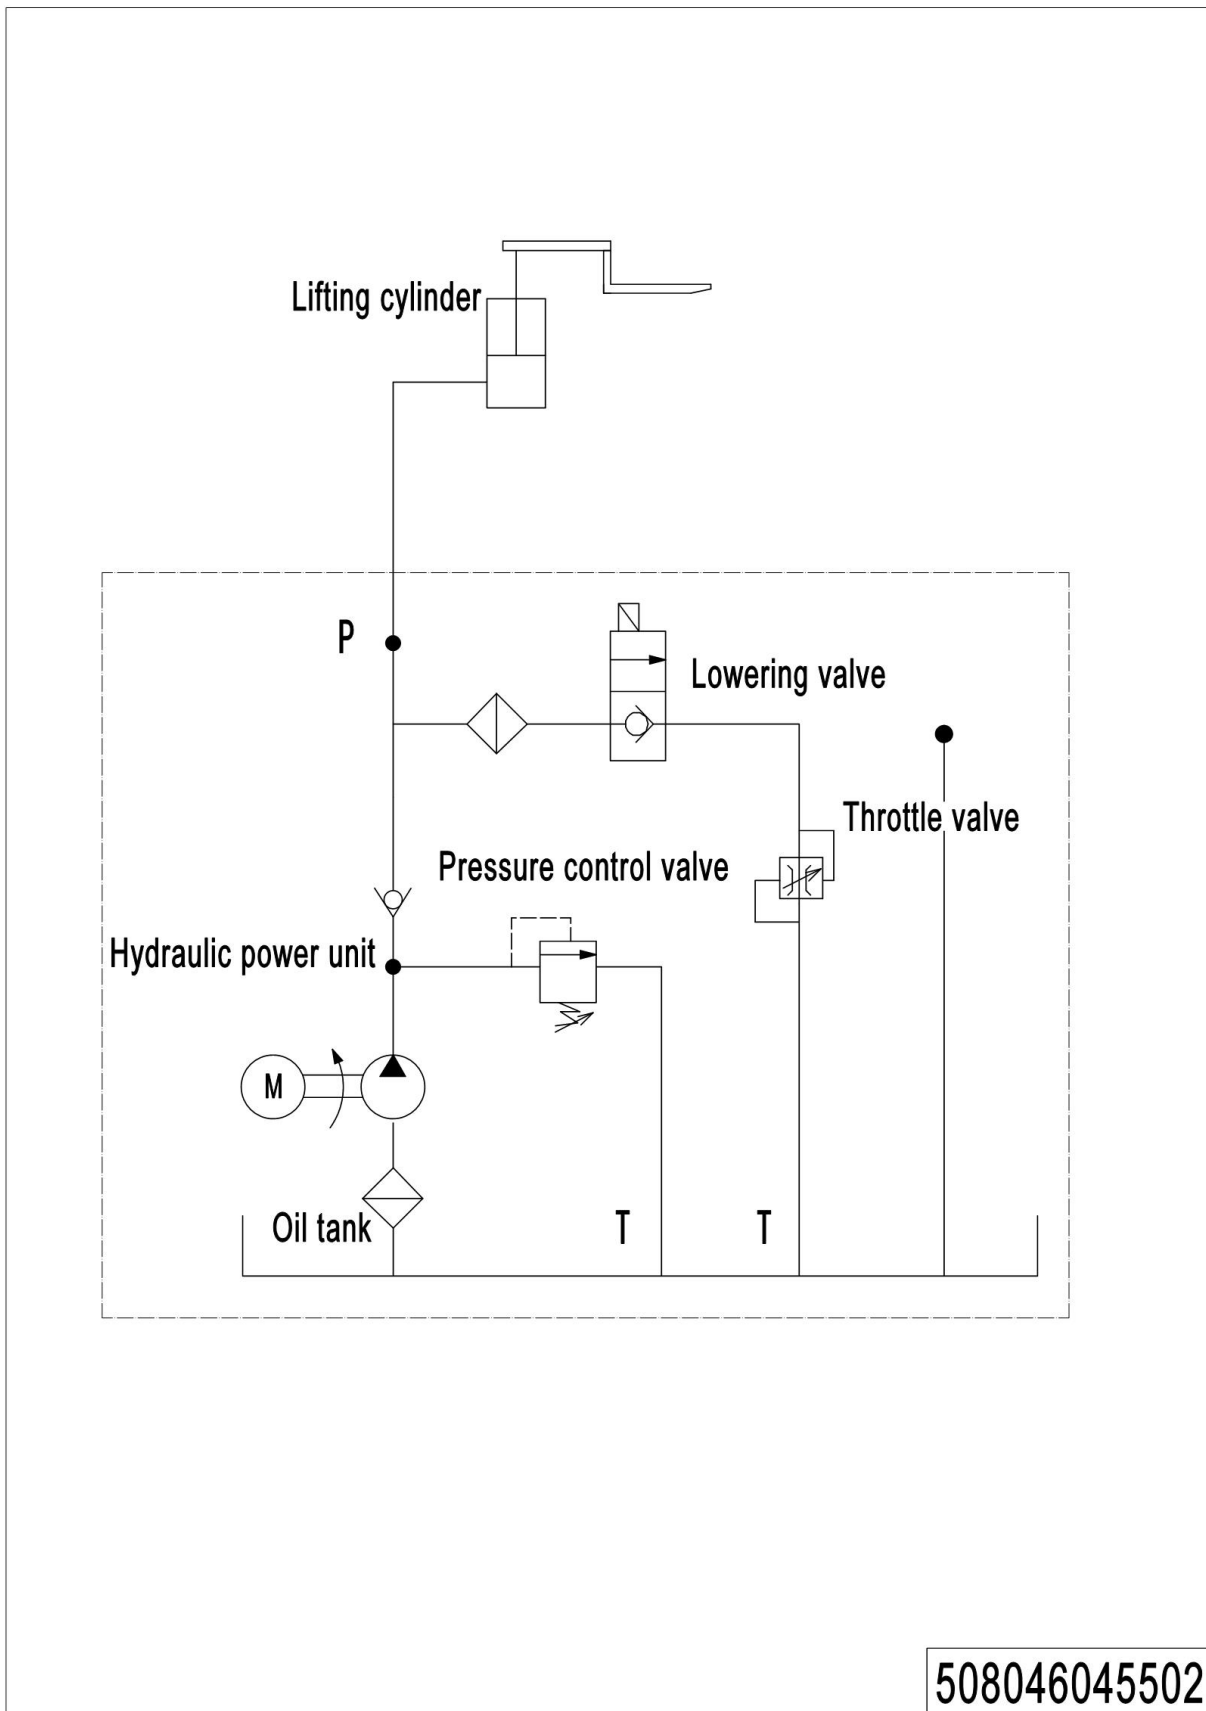 Lifting cylinder
P
Lowering valve
Throttle valve
Pressure control valve
Hydraulic power unit
M
Oil tank
T
T
508046045502